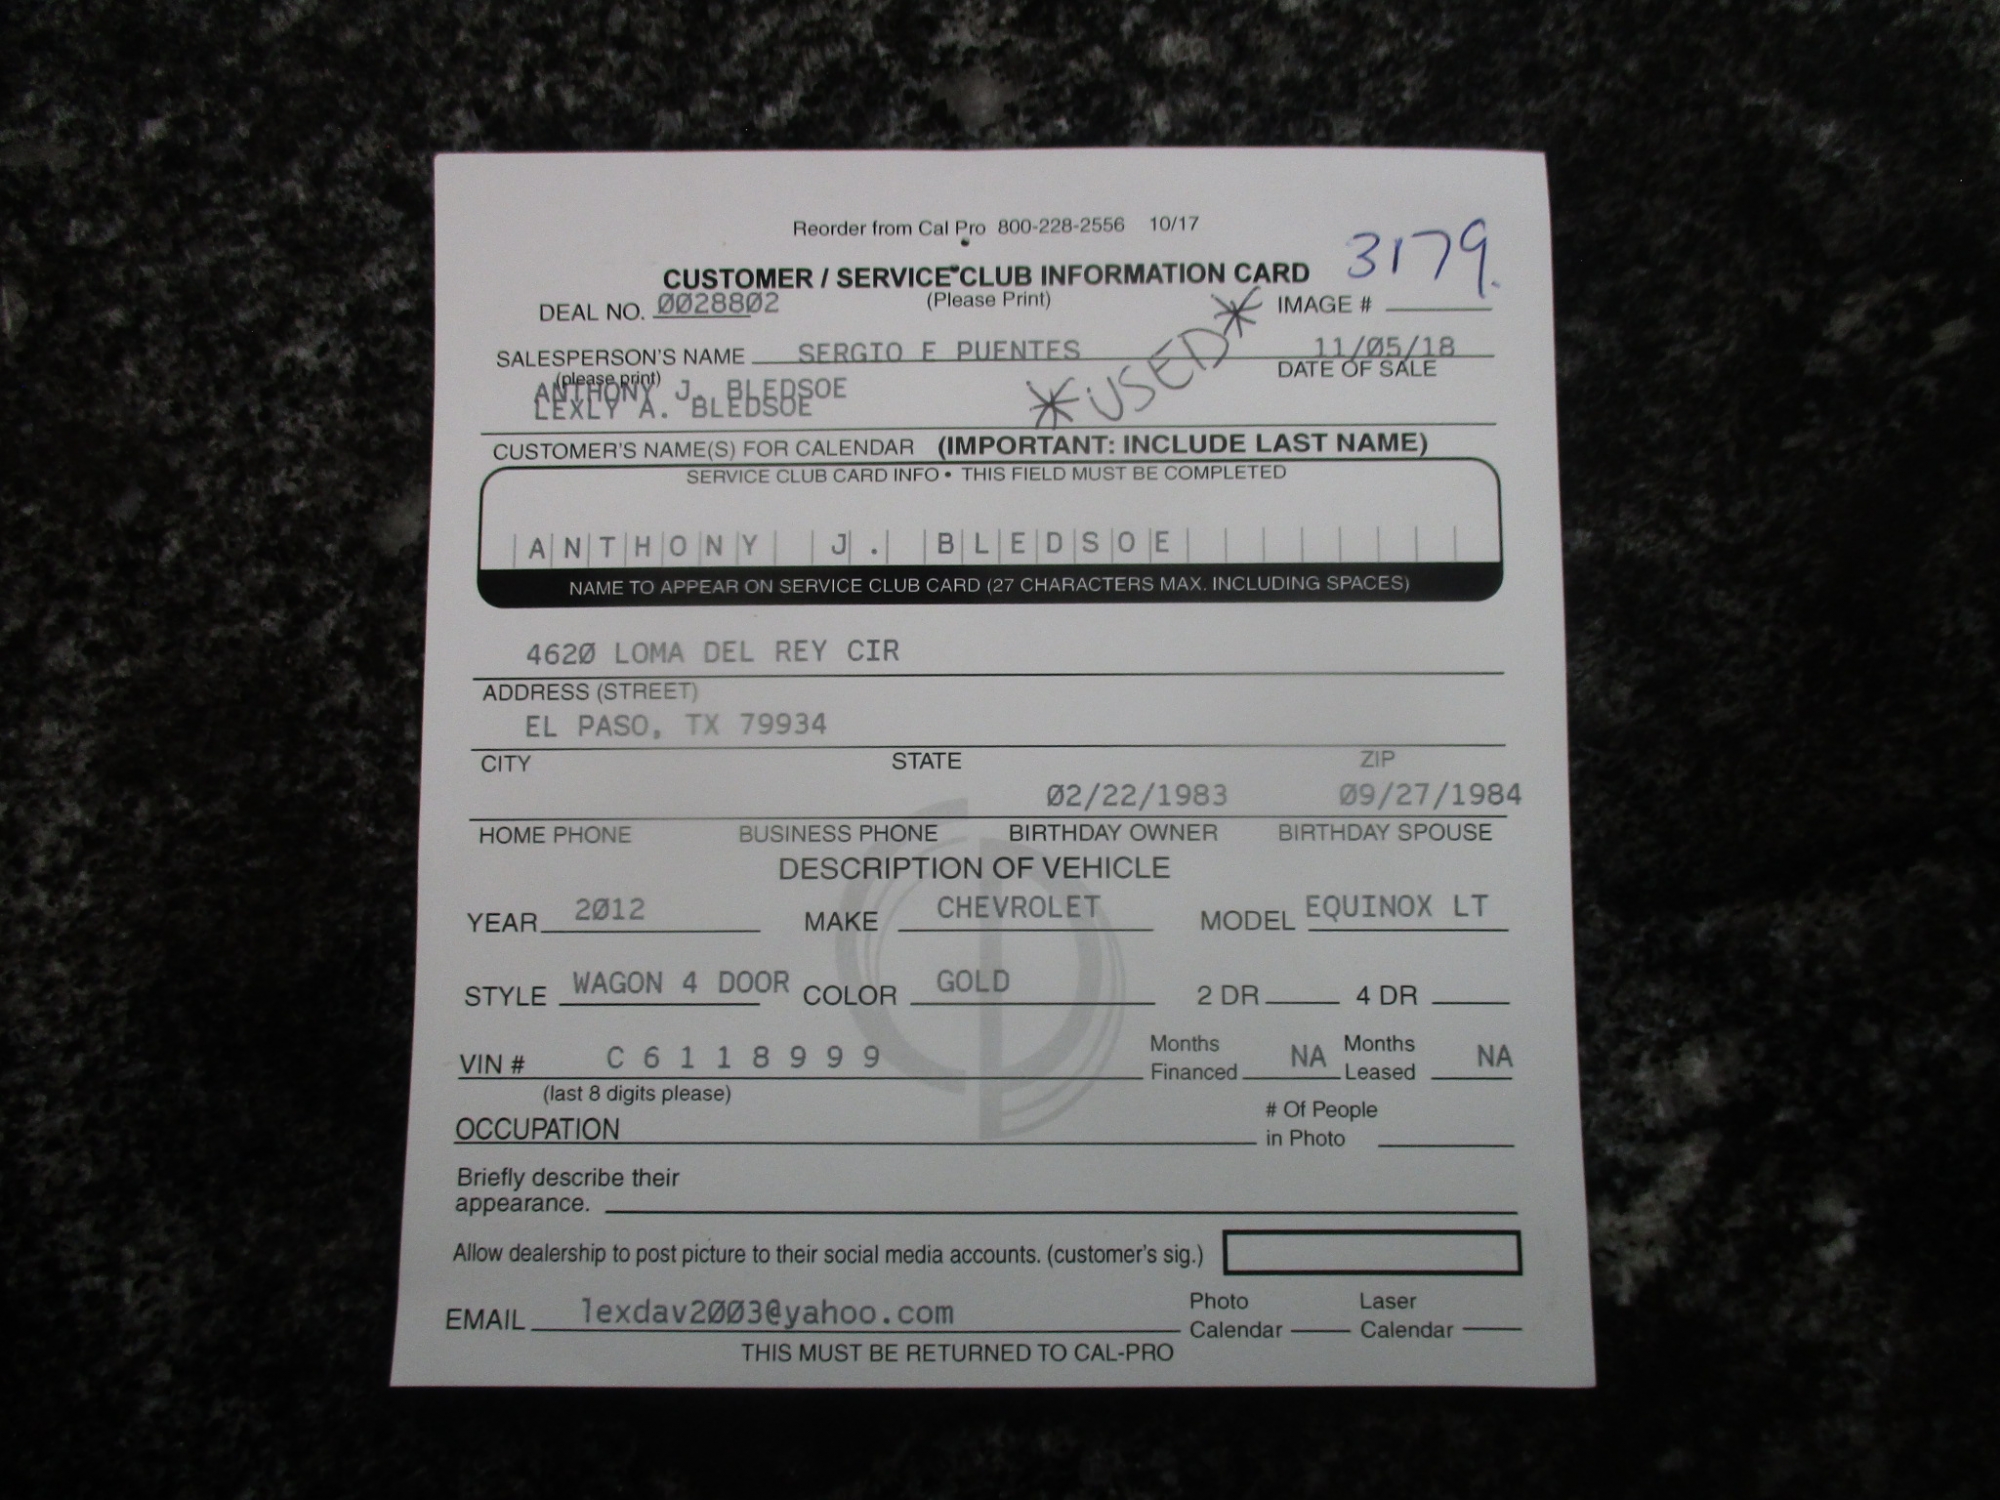 Reorder from Cal Pro 800-228-2556 10/17
3179.
CUSTOMER / SERVICE CLUB INFORMATION CARD
DEAL NO. 0028802 (Please Print) IMAGE #
SALESPERSON'S NAME SERGIO E PUENTES 11/05/18
(please print) DATE OF SALE
*USED*
ANTHONY J. BLEDSOE
LEXLY A. BLEDSOE
CUSTOMER'S NAME(S) FOR CALENDAR (IMPORTANT: INCLUDE LAST NAME)
SERVICE CLUB CARD INFO • THIS FIELD MUST BE COMPLETED
ANTHONY J. BLEDSOE
NAME TO APPEAR ON SERVICE CLUB CARD (27 CHARACTERS MAX. INCLUDING SPACES)
4620 LOMA DEL REY CIR
ADDRESS (STREET)
EL PASO, TX 79934
CITY STATE ZIP
02/22/1983 09/27/1984
HOME PHONE BUSINESS PHONE BIRTHDAY OWNER BIRTHDAY SPOUSE
DESCRIPTION OF VEHICLE
YEAR 2012 MAKE CHEVROLET MODEL EQUINOX LT
STYLE WAGON 4 DOOR COLOR GOLD 2 DR 4 DR
VIN # C 6 1 1 8 9 9 9 Months Financed NA Months Leased NA
(last 8 digits please)
OCCUPATION # Of People in Photo
Briefly describe their
appearance.
Allow dealership to post picture to their social media accounts. (customer's sig.)
EMAIL lexdav2003@yahoo.com Photo Calendar Laser Calendar
THIS MUST BE RETURNED TO CAL-PRO